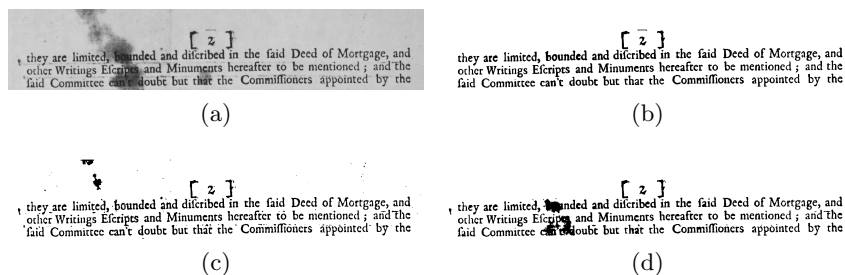 [ 2 ]
they are limited, bounded and diſcribed in the ſaid Deed of Mortgage, and
other Writings Eſcripts and Minuments hereafter to be mentioned ; and the
ſaid Committee can't doubt but that the Commiſſioners appointed by the
(a)
[ 2 ]
they are limited, bounded and diſcribed in the ſaid Deed of Mortgage, and
other Writings Eſcripts and Minuments hereafter to be mentioned ; and the
ſaid Committee can't doubt but that the Commiſſioners appointed by the
(b)
[ 2 ]
they are limited, bounded and diſcribed in the ſaid Deed of Mortgage, and
other Writings Eſcripts and Minuments hereafter to be mentioned ; and the
ſaid Committee can't doubt but that the Commiſſioners appointed by the
(c)
[ 2 ]
they are limited, and diſcribed in the ſaid Deed of Mortgage, and
other Writings Eſcripts and Minuments hereafter to be mentioned ; and the
ſaid Committee doubt but that the Commiſſioners appointed by the
(d)